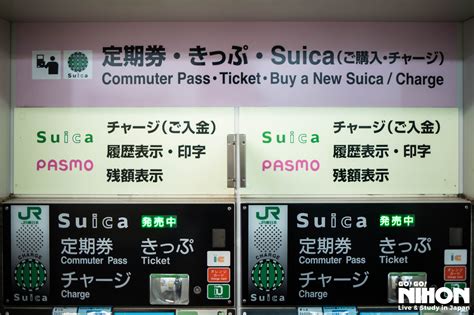 定期券・きっぷ・Suica(ご購入・チャージ)
Commuter Pass・Ticket・Buy a New Suica / Charge
Suica チャージ(ご入金)
履歴表示・印字
PASMO
残額表示
Suica チャージ(ご入金)
履歴表示・印字
PASMO
残額表示
JR Suica 発売中
定期券 きっぷ
Commuter Pass Ticket
チャージ
Charge
JR Suica 発売中
定期券 きっぷ
Commuter Pass Ticket
チャージ
Charge
GO! GO!
NIHON
Live & Study in Japan